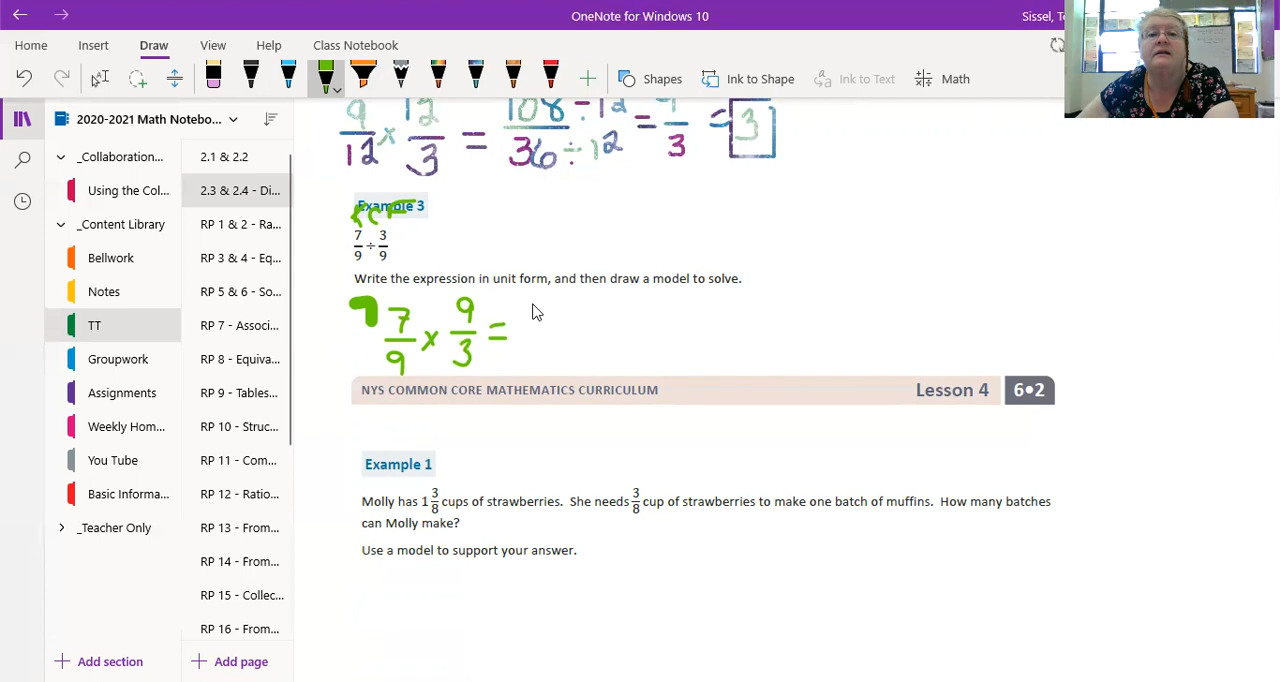 OneNote for Windows 10
Sissel, T
Home Insert Draw View Help Class Notebook
Shapes Ink to Shape Ink to Text Math
2020-2021 Math Notebo...
_Collaboration...
Using the Col...
_Content Library
Bellwork
Notes
TT
Groupwork
Assignments
Weekly Hom...
You Tube
Basic Informa...
_Teacher Only
Add section
2.1 & 2.2
2.3 & 2.4 - Di...
RP 1 & 2 - Ra...
RP 3 & 4 - Eq...
RP 5 & 6 - So...
RP 7 - Associ...
RP 8 - Equiva...
RP 9 - Tables...
RP 10 - Struc...
RP 11 - Com...
RP 12 - Ratio...
RP 13 - From...
RP 14 - From...
RP 15 - Collec...
RP 16 - From...
Add page
9/12 × 12/3 = 108÷12/36÷12 = 9/3 = 3
Example 3
KCF
7/9 ÷ 3/9
Write the expression in unit form, and then draw a model to solve.
7/9 × 9/3 =
NYS COMMON CORE MATHEMATICS CURRICULUM Lesson 4 6•2
Example 1
Molly has 1 3/8 cups of strawberries. She needs 3/8 cup of strawberries to make one batch of muffins. How many batches
can Molly make?
Use a model to support your answer.